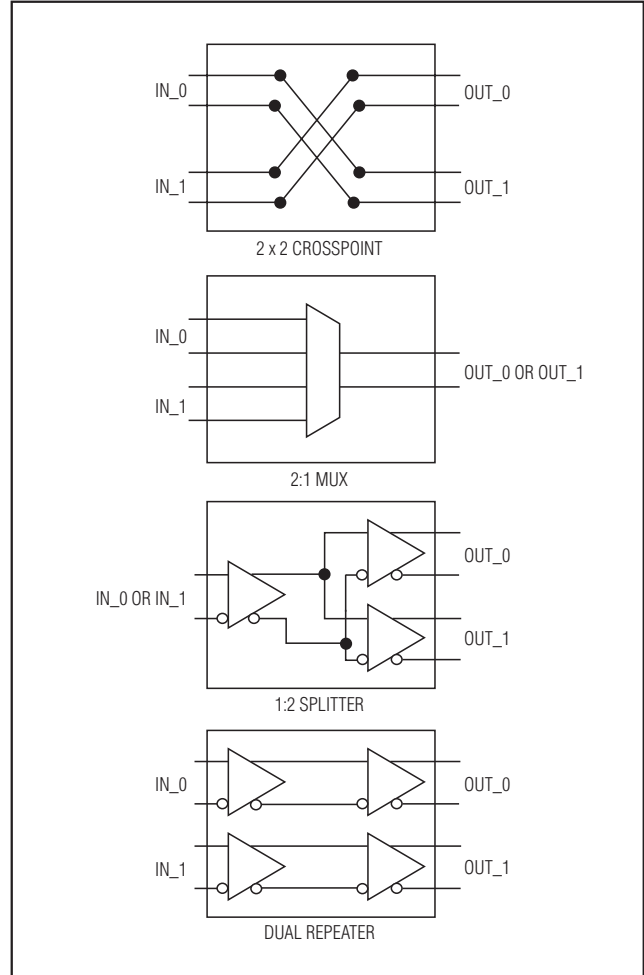 IN_0
OUT_0
IN_1
OUT_1
2 x 2 CROSSPOINT
IN_0
OUT_0 OR OUT_1
IN_1
2:1 MUX
OUT_0
IN_0 OR IN_1
OUT_1
1:2 SPLITTER
IN_0
OUT_0
IN_1
OUT_1
DUAL REPEATER